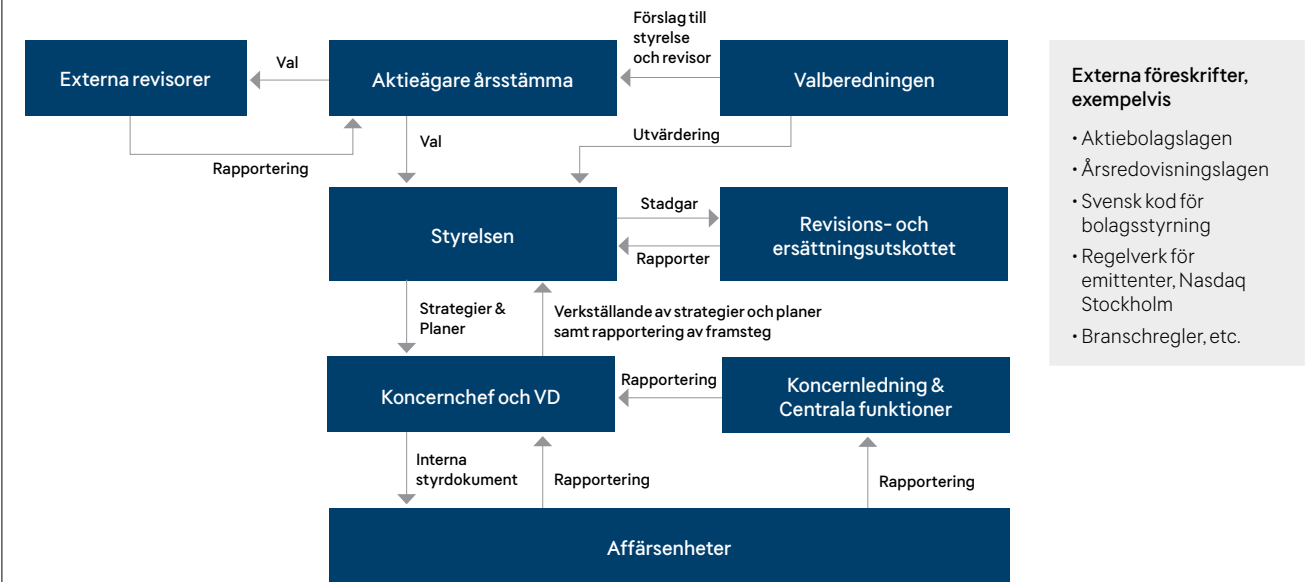 Förslag till
styrelse
och revisor
Externa revisorer
Val
Aktieägare årsstämma
Valberedningen
Rapportering
Val
Utvärdering
Styrelsen
Stadgar
Rapporter
Revisions- och
ersättningsutskottet
Strategier &
Planer
Verkställande av strategier och planer
samt rapportering av framsteg
Koncernchef och VD
Rapportering
Koncernledning &
Centrala funktioner
Interna
styrdokument
Rapportering
Rapportering
Affärsenheter
Externa föreskrifter,
exempelvis
• Aktiebolagslagen
• Årsredovisningslagen
• Svensk kod för
bolagsstyrning
• Regelverk för
emittenter, Nasdaq
Stockholm
• Branschregler, etc.